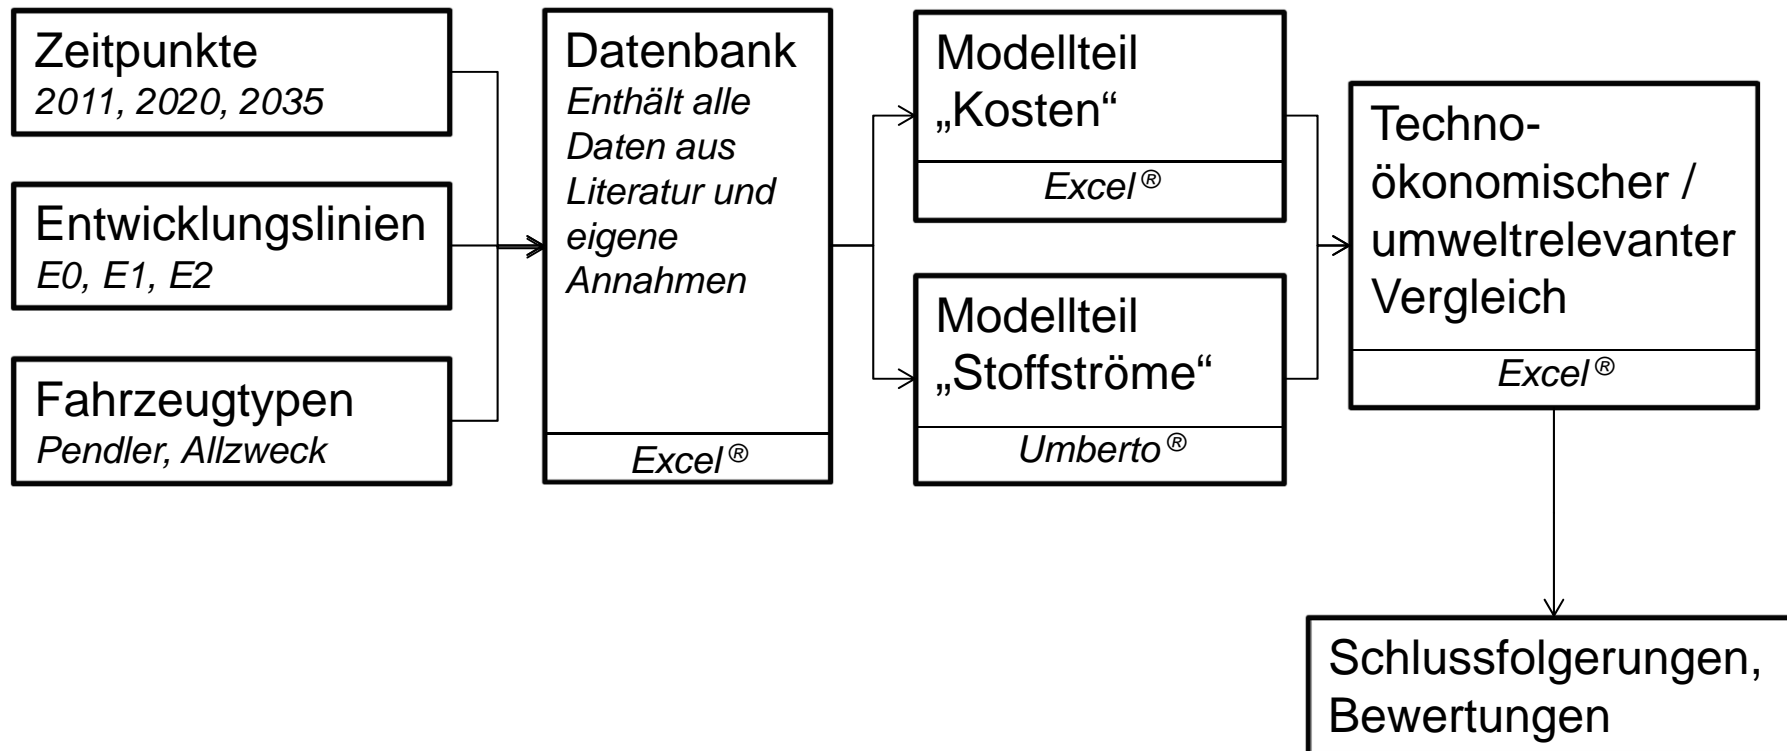 Zeitpunkte
2011, 2020, 2035
Entwicklungslinien
E0, E1, E2
Fahrzeugtypen
Pendler, Allzweck
Datenbank
Enthält alle
Daten aus
Literatur und
eigene
Annahmen
Excel®
Modellteil
„Kosten“
Excel®
Modellteil
„Stoffströme“
Umberto®
Techno-
ökonomischer /
umweltrelevanter
Vergleich
Excel®
Schlussfolgerungen,
Bewertungen